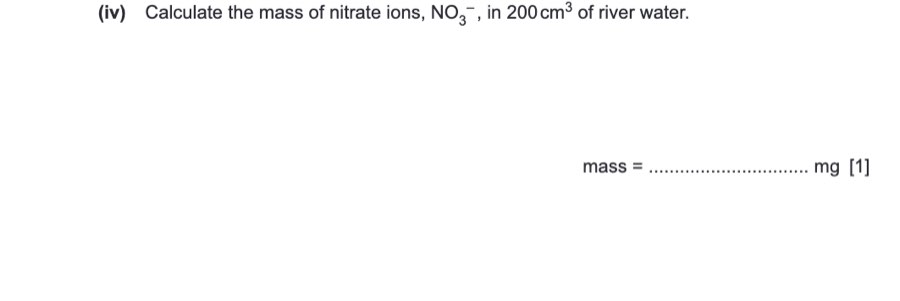 (iv) Calculate the mass of nitrate ions, NO₃⁻, in 200 cm³ of river water.
mass = ................................ mg [1]